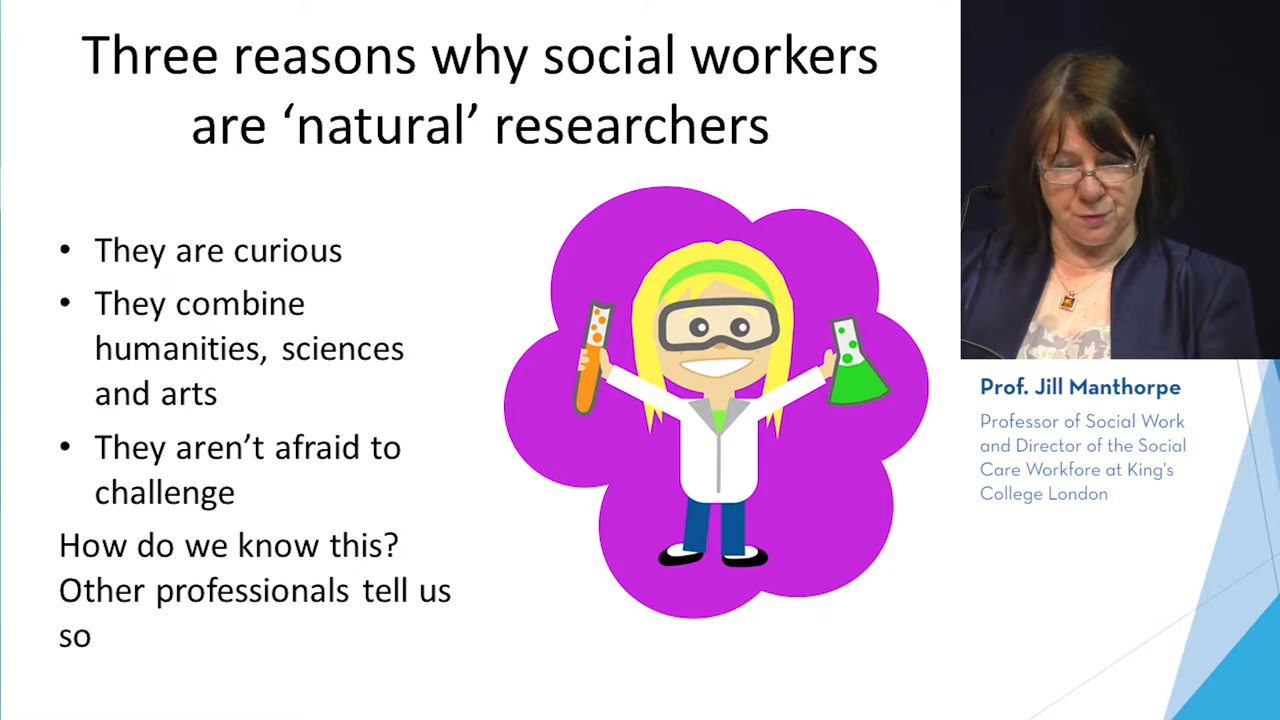 Three reasons why social workers
are ‘natural’ researchers
• They are curious
• They combine
humanities, sciences
and arts
• They aren’t afraid to
challenge
How do we know this?
Other professionals tell us
so
Prof. Jill Manthorpe
Professor of Social Work
and Director of the Social
Care Workfore at King's
College London